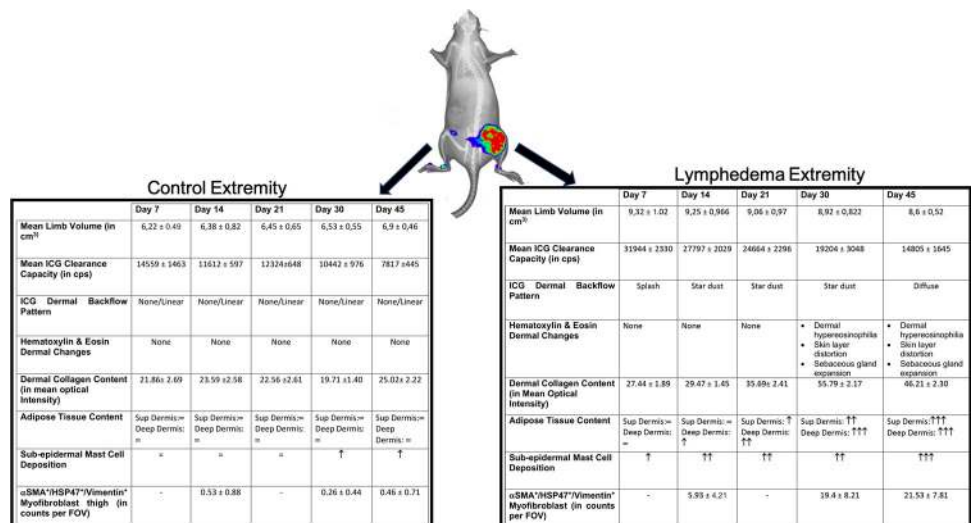 Control Extremity
Day 7 Day 14 Day 21 Day 30 Day 45
Mean Limb Volume (in cm³) 6,22 ± 0.49 6,38 ± 0,82 6,45 ± 0,65 6,53 ± 0,55 6,9 ± 0,46
Mean ICG Clearance Capacity (in cps) 14559 ± 1463 11612 ± 597 12324±648 10442 ± 976 7817 ±445
ICG Dermal Backflow Pattern None/Linear None/Linear None/Linear None/Linear None/Linear
Hematoxylin & Eosin Dermal Changes None None None None None
Dermal Collagen Content (in mean optical Intensity) 21.86± 2.69 23.59 ±2.58 22.56 ±2.61 19.71 ±1.40 25.02± 2.22
Adipose Tissue Content Sup Dermis:= Deep Dermis: = Sup Dermis:= Deep Dermis: = Sup Dermis:= Deep Dermis: = Sup Dermis:= Deep Dermis: = Sup Dermis:= Deep Dermis: =
Sub-epidermal Mast Cell Deposition = = = ↑ ↑
αSMA⁺/HSP47⁺/Vimentin⁺ Myofibroblast thigh (in counts per FOV) - 0.53 ± 0.88 - 0.26 ± 0.44 0.46 ± 0.71
Lymphedema Extremity
Day 7 Day 14 Day 21 Day 30 Day 45
Mean Limb Volume (in cm³) 9,32 ± 1.02 9,25 ± 0,966 9,06 ± 0,97 8,92 ± 0,822 8,6 ± 0,52
Mean ICG Clearance Capacity (in cps) 31944 ± 2330 27797 ± 2029 24664 ± 2296 19204 ± 3048 14805 ± 1645
ICG Dermal Backflow Pattern Splash Star dust Star dust Star dust Diffuse
Hematoxylin & Eosin Dermal Changes None None None • Dermal hypereosinophilia • Skin layer distortion • Sebaceous gland expansion • Dermal hypereosinophilia • Skin layer distortion • Sebaceous gland expansion
Dermal Collagen Content (in Mean Optical Intensity) 27.44 ± 1.89 29.47 ± 1.45 35.69± 2.41 55.79 ± 2.17 46.21 ± 2.30
Adipose Tissue Content Sup Dermis:= Deep Dermis: = Sup Dermis: = Deep Dermis: ↑ Sup Dermis: ↑ Deep Dermis: ↑↑ Sup Dermis: ↑↑ Deep Dermis: ↑↑↑ Sup Dermis:↑↑↑ Deep Dermis: ↑↑↑
Sub-epidermal Mast Cell Deposition ↑ ↑↑ ↑↑ ↑↑ ↑↑↑
αSMA⁺/HSP47⁺/Vimentin⁺ Myofibroblast (in counts per FOV) - 5.93 ± 4.21 - 19.4 ± 8.21 21.53 ± 7.81